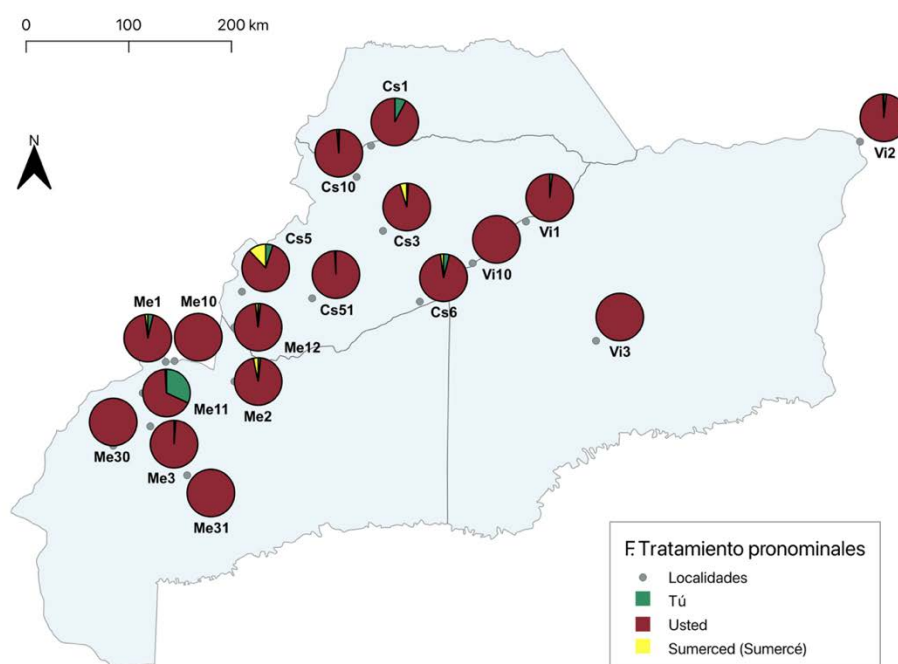 0 100 200 km
N
Cs1
Cs10
Vi2
Cs3
Vi1
Cs5
Vi10
Cs51
Cs6
Me1 Me10
Me12
Vi3
Me2
Me11
Me30
Me3
Me31
F. Tratamiento pronominales
Localidades
Tú
Usted
Sumerced (Sumercé)